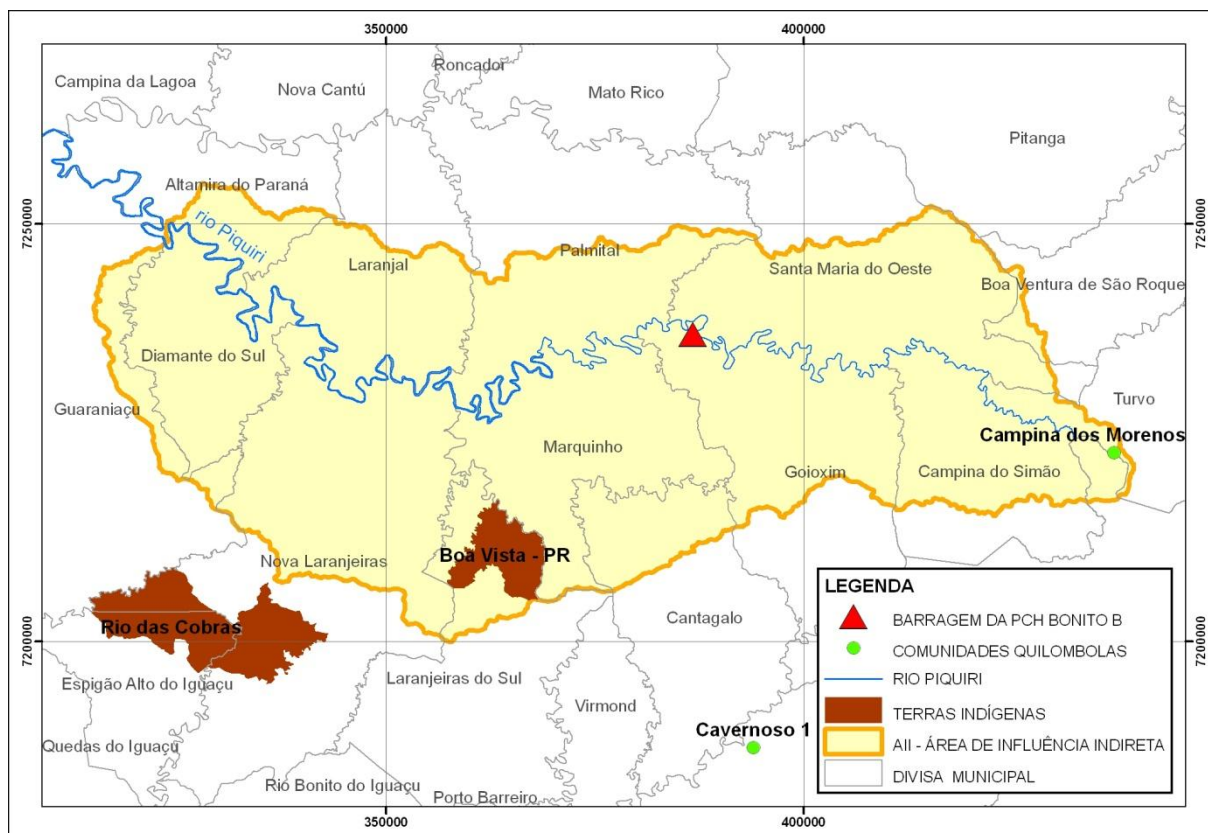 350000
400000
Roncador
Campina da Lagoa
Nova Cantú
Mato Rico
Pitanga
Altamira do Paraná
rio Piquiri
7250000
7250000
Palmital
Laranjal
Santa Maria do Oeste
Boa Ventura de São Roque
Diamante do Sul
Guaraniaçú
Turvo
Campina dos Morenos
Marquinho
Goioxim
Campina do Simão
Boa Vista - PR
Nova Laranjeiras
Cantagalo
Rio das Cobras
7200000
7200000
Espigão Alto do Iguaçú
Laranjeiras do Sul
Virmond
Cavernoso 1
Quedas do Iguaçú
Rio Bonito do Iguaçú
Porto Barreiro
LEGENDA
BARRAGEM DA PCH BONITO B
COMUNIDADES QUILOMBOLAS
RIO PIQUIRI
TERRAS INDÍGENAS
AII - ÁREA DE INFLUÊNCIA INDIRETA
DIVISA MUNICIPAL
350000
400000